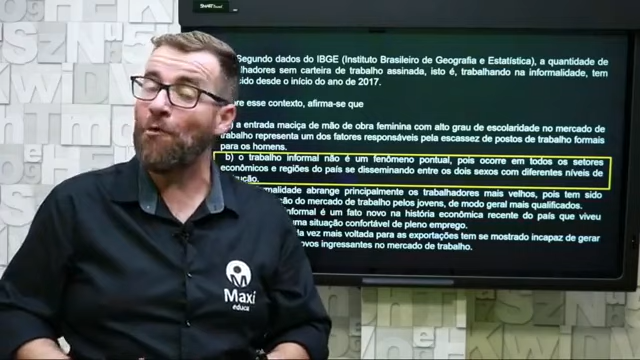 SMART
Segundo dados do IBGE (Instituto Brasileiro de Geografia e Estatística), a quantidade de
lhadores sem carteira de trabalho assinada, isto é, trabalhando na informalidade, tem
cido desde o início do ano de 2017.
re esse contexto, afirma-se que
a entrada maciça de mão de obra feminina com alto grau de escolaridade no mercado de
trabalho representa um dos fatores responsáveis pela escassez de postos de trabalho formais
para os homens.
b) o trabalho informal não é um fenômeno pontual, pois ocorre em todos os setores
econômicos e regiões do país se disseminando entre os dois sexos com diferentes níveis de
ução.
rmalidade abrange principalmente os trabalhadores mais velhos, pois tem sido
ção do mercado de trabalho pelos jovens, de modo geral mais qualificados.
nformal é um fato novo na história econômica recente do país que viveu
uma situação confortável de pleno emprego.
da vez mais voltada para as exportações tem se mostrado incapaz de gerar
ovos ingressantes no mercado de trabalho.
Maxi
educa